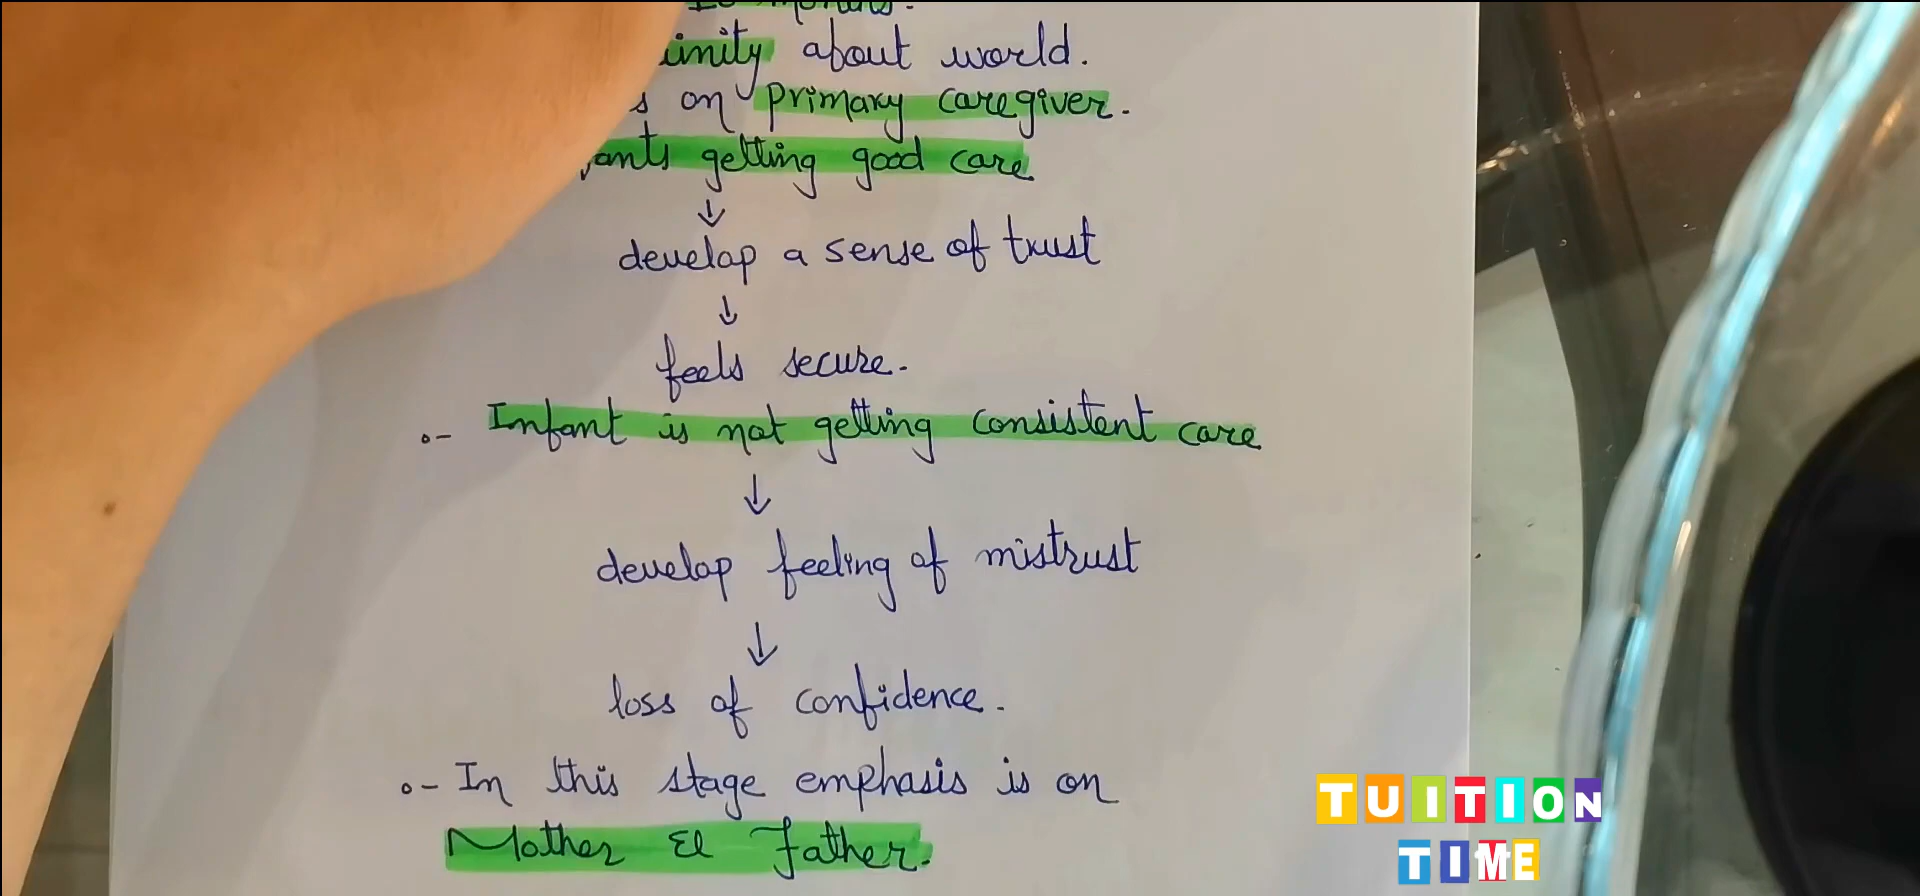 about world.
on primary caregiver.
getting good care
↓
develop a sense of trust
↓
feels secure.
Infant is not getting consistent care
↓
develop feeling of mistrust
↓
loss of confidence.
In this stage emphasis is on
Mother & Father.
TUITION
TIME